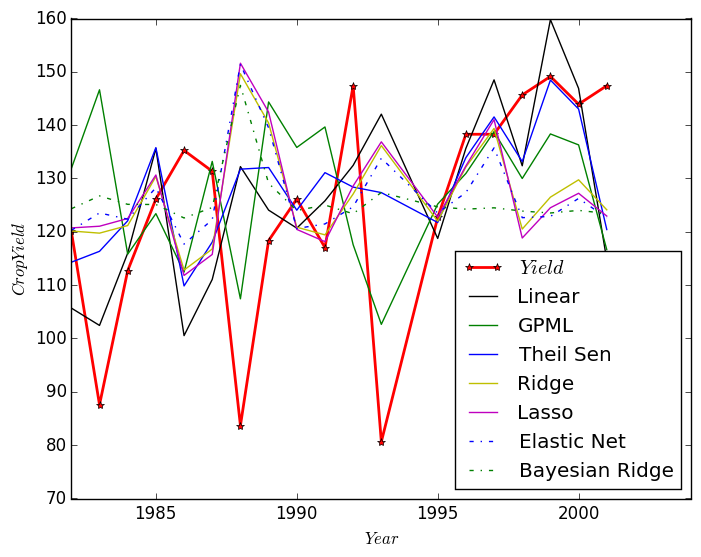 160
150
140
130
120
110
100
90
80
70
CropYield
1985
1990
1995
2000
Year
Yield
Linear
GPML
Theil Sen
Ridge
Lasso
Elastic Net
Bayesian Ridge